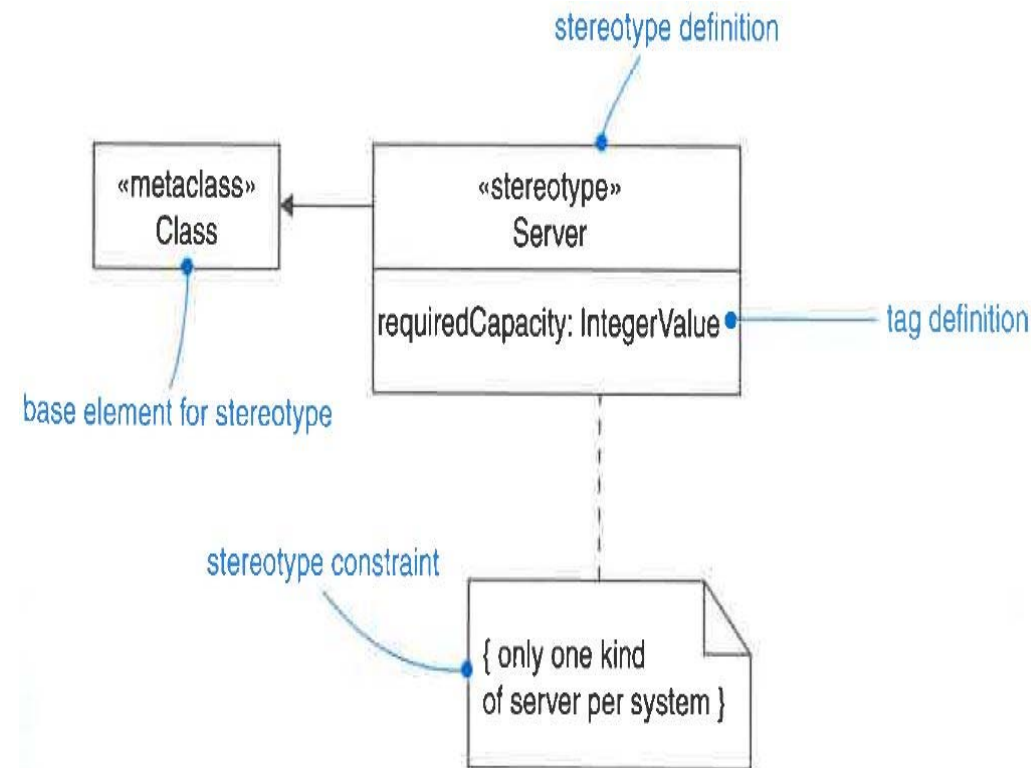 stereotype definition
«metaclass»
Class
«stereotype»
Server
requiredCapacity: IntegerValue
tag definition
base element for stereotype
stereotype constraint
{ only one kind
of server per system }